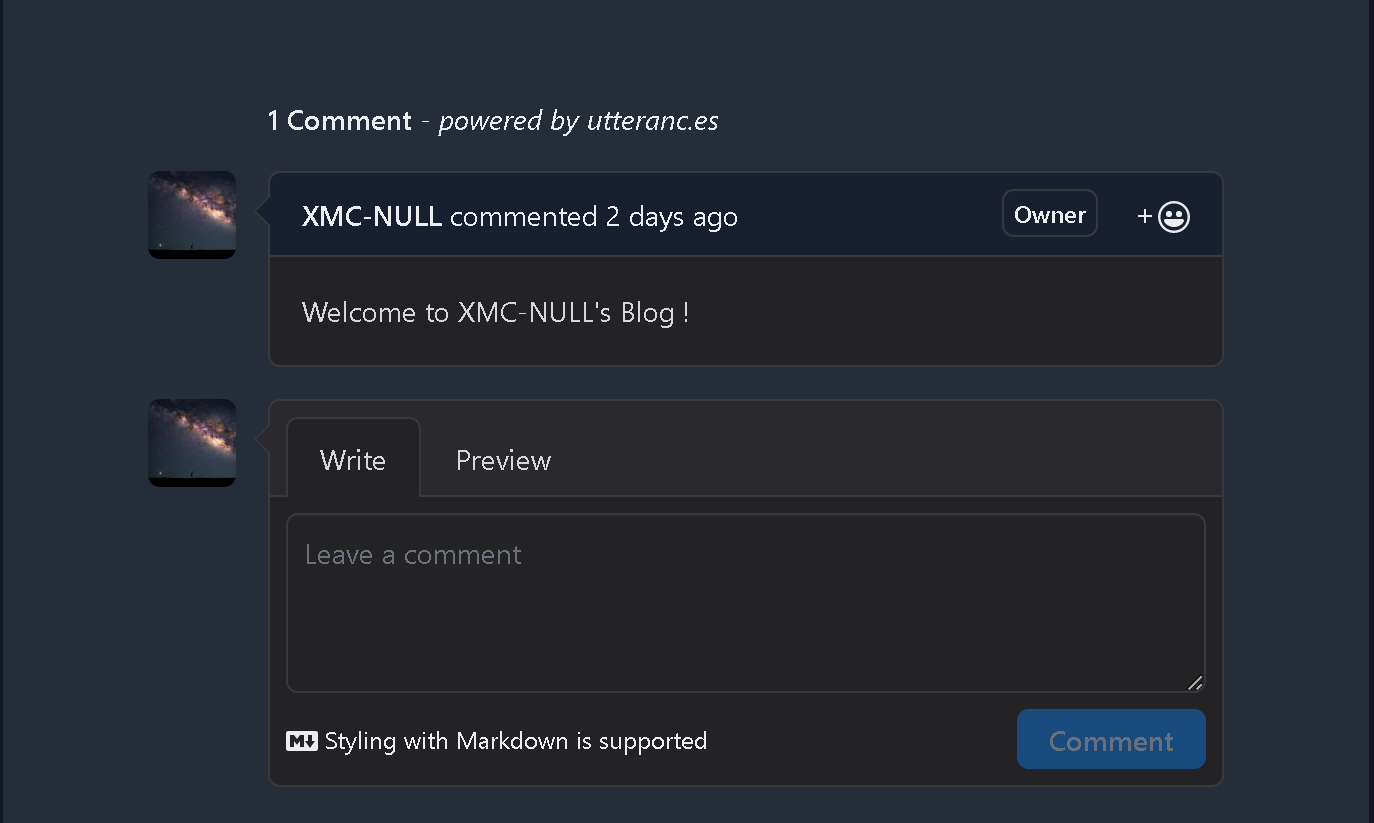 1 Comment - powered by utteranc.es
XMC-NULL commented 2 days ago Owner +
Welcome to XMC-NULL's Blog !
Write Preview
Leave a comment
M Styling with Markdown is supported Comment